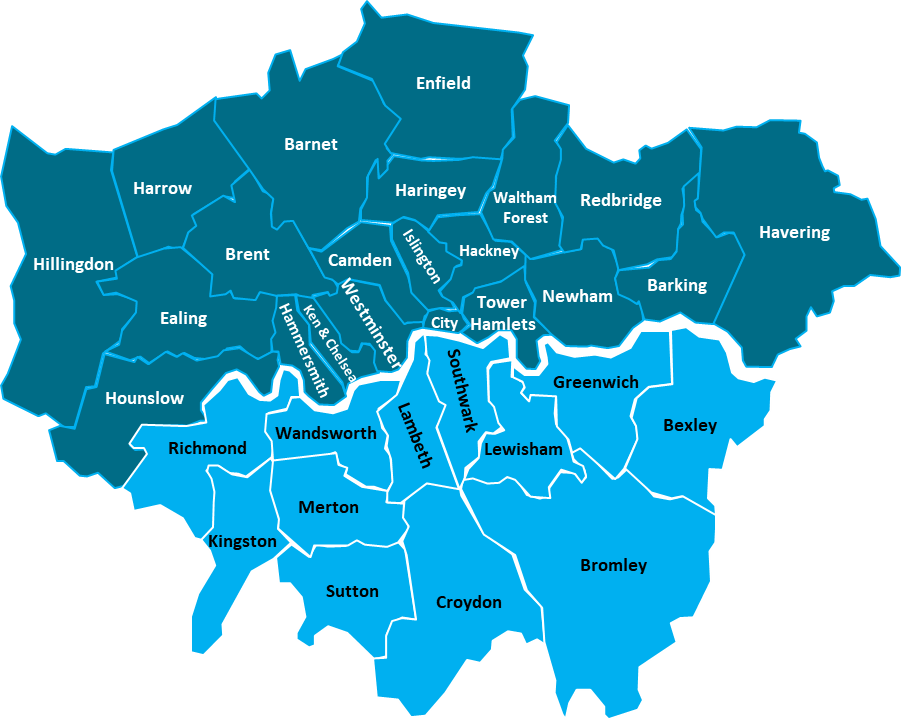 Enfield
Barnet
Harrow
Haringey
Waltham
Forest
Redbridge
Havering
Hillingdon
Brent
Camden
Islington
Hackney
Barking
Newham
Tower
Hamlets
Ealing
Westminster
City
Ken & Chelsea
Hammersmith
Hounslow
Greenwich
Southwark
Bexley
Lambeth
Wandsworth
Richmond
Lewisham
Merton
Kingston
Bromley
Sutton
Croydon